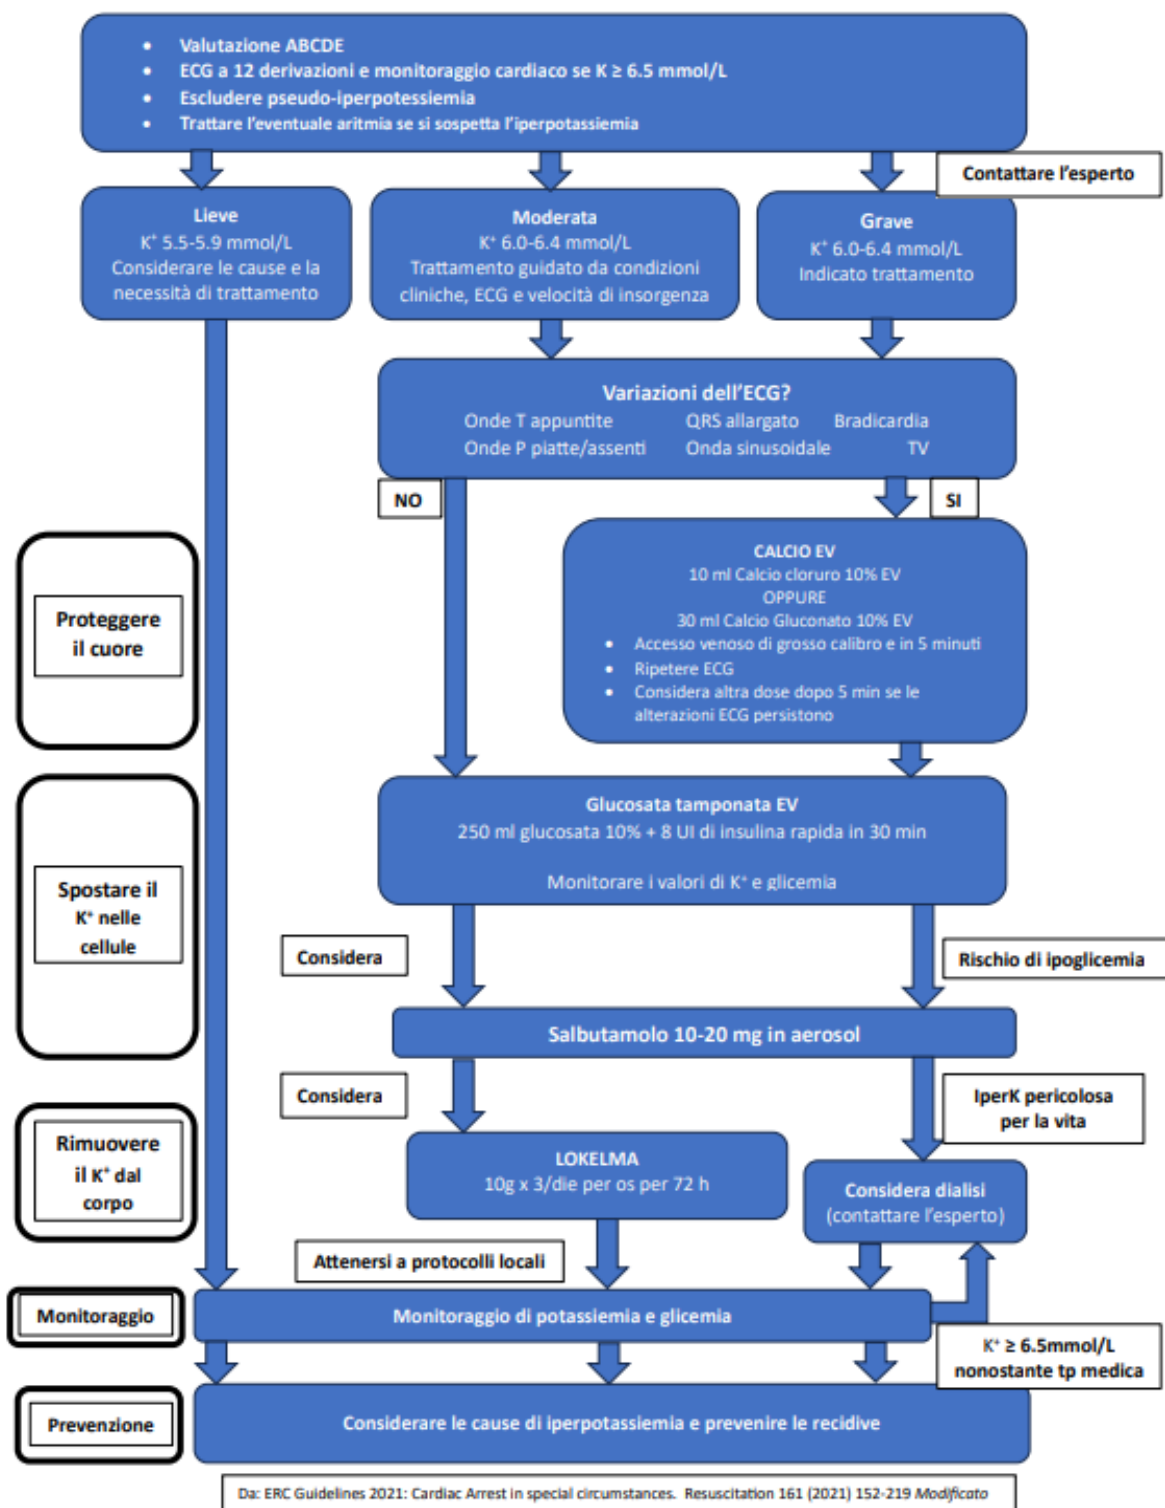 • Valutazione ABCDE
• ECG a 12 derivazioni e monitoraggio cardiaco se K ≥ 6.5 mmol/L
• Escludere pseudo-iperpotessiemia
• Trattare l'eventuale aritmia se si sospetta l'iperpotassiemia
Contattare l'esperto
Lieve
K⁺ 5.5-5.9 mmol/L
Considerare le cause e la
necessità di trattamento
Moderata
K⁺ 6.0-6.4 mmol/L
Trattamento guidato da condizioni
cliniche, ECG e velocità di insorgenza
Grave
K⁺ 6.0-6.4 mmol/L
Indicato trattamento
Variazioni dell'ECG?
Onde T appuntite QRS allargato Bradicardia
Onde P piatte/assenti Onda sinusoidale TV
NO
SI
Proteggere
il cuore
CALCIO EV
10 ml Calcio cloruro 10% EV
OPPURE
30 ml Calcio Gluconato 10% EV
• Accesso venoso di grosso calibro e in 5 minuti
• Ripetere ECG
• Considera altra dose dopo 5 min se le
alterazioni ECG persistono
Spostare il
K⁺ nelle
cellule
Glucosata tamponata EV
250 ml glucosata 10% + 8 UI di insulina rapida in 30 min
Monitorare i valori di K⁺ e glicemia
Considera
Rischio di ipoglicemia
Salbutamolo 10-20 mg in aerosol
Considera
IperK pericolosa
per la vita
Rimuovere
il K⁺ dal
corpo
LOKELMA
10g x 3/die per os per 72 h
Considera dialisi
(contattare l'esperto)
Attenersi a protocolli locali
Monitoraggio
Monitoraggio di potassiemia e glicemia
K⁺ ≥ 6.5mmol/L
nonostante tp medica
Prevenzione
Considerare le cause di iperpotassiemia e prevenire le recidive
Da: ERC Guidelines 2021: Cardiac Arrest in special circumstances. Resuscitation 161 (2021) 152-219 Modificato